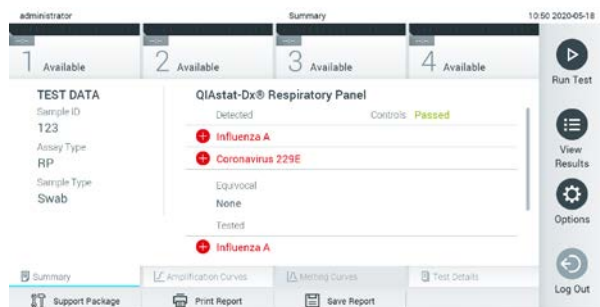 administrator Summary 10:50 2020-05-18
1 Available 2 Available 3 Available 4 Available
Run Test
TEST DATA
Sample ID
123
Assay Type
RP
Sample Type
Swab
QIAstat-Dx® Respiratory Panel
Detected Controls Passed
Influenza A
Coronavirus 229E
Equivocal
None
Tested
Influenza A
View
Results
Options
Log Out
Summary Amplification Curves Melting Curves Test Details
Support Package Print Report Save Report